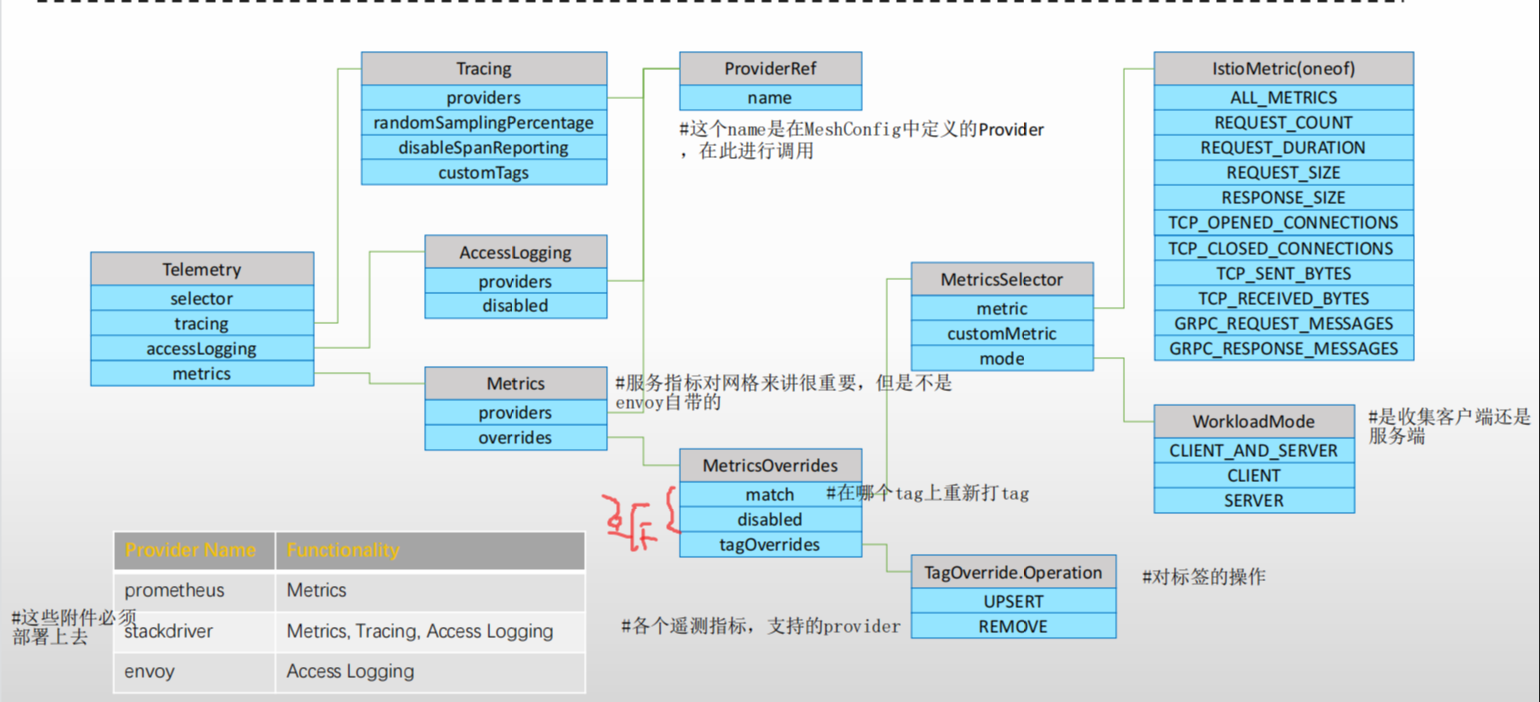 Tracing
providers
randomSamplingPercentage
disableSpanReporting
customTags
ProviderRef
name
#这个name是在MeshConfig中定义的Provider
，在此进行调用
IstioMetric(oneof)
ALL_METRICS
REQUEST_COUNT
REQUEST_DURATION
REQUEST_SIZE
RESPONSE_SIZE
TCP_OPENED_CONNECTIONS
TCP_CLOSED_CONNECTIONS
TCP_SENT_BYTES
TCP_RECEIVED_BYTES
GRPC_REQUEST_MESSAGES
GRPC_RESPONSE_MESSAGES
Telemetry
selector
tracing
accessLogging
metrics
AccessLogging
providers
disabled
Metrics
providers
overrides
#服务指标对网格来讲很重要，但是不是
envoy自带的
MetricsSelector
metric
customMetric
mode
WorkloadMode
CLIENT_AND_SERVER
CLIENT
SERVER
#是收集客户端还是
服务端
MetricsOverrides
match
disabled
tagOverrides
#在哪个tag上重新打tag
TagOverride.Operation
UPSERT
REMOVE
#对标签的操作
#各个遥测指标，支持的provider
Provider Name Functionality
prometheus Metrics
stackdriver Metrics, Tracing, Access Logging
envoy Access Logging
#这些附件必须
部署上去